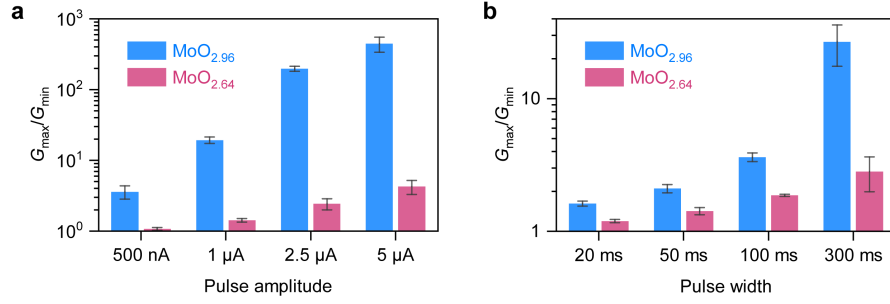 a
10³
10²
10¹
10⁰
G_max/G_min
MoO₂.₉₆
MoO₂.₆₄
500 nA 1 µA 2.5 µA 5 µA
Pulse amplitude
b
10
1
G_max/G_min
MoO₂.₉₆
MoO₂.₆₄
20 ms 50 ms 100 ms 300 ms
Pulse width